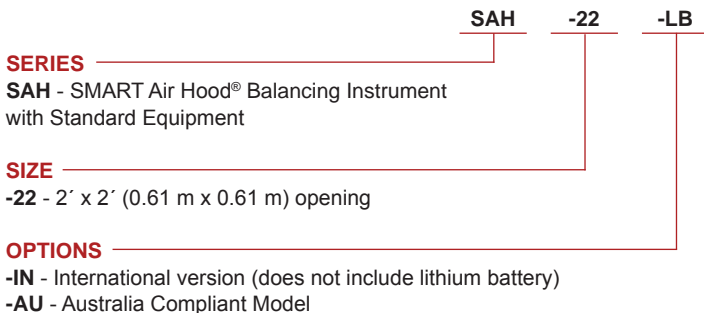 SAH -22 -LB
SERIES
SAH - SMART Air Hood® Balancing Instrument
with Standard Equipment
SIZE
-22 - 2´ x 2´ (0.61 m x 0.61 m) opening
OPTIONS
-IN - International version (does not include lithium battery)
-AU - Australia Compliant Model